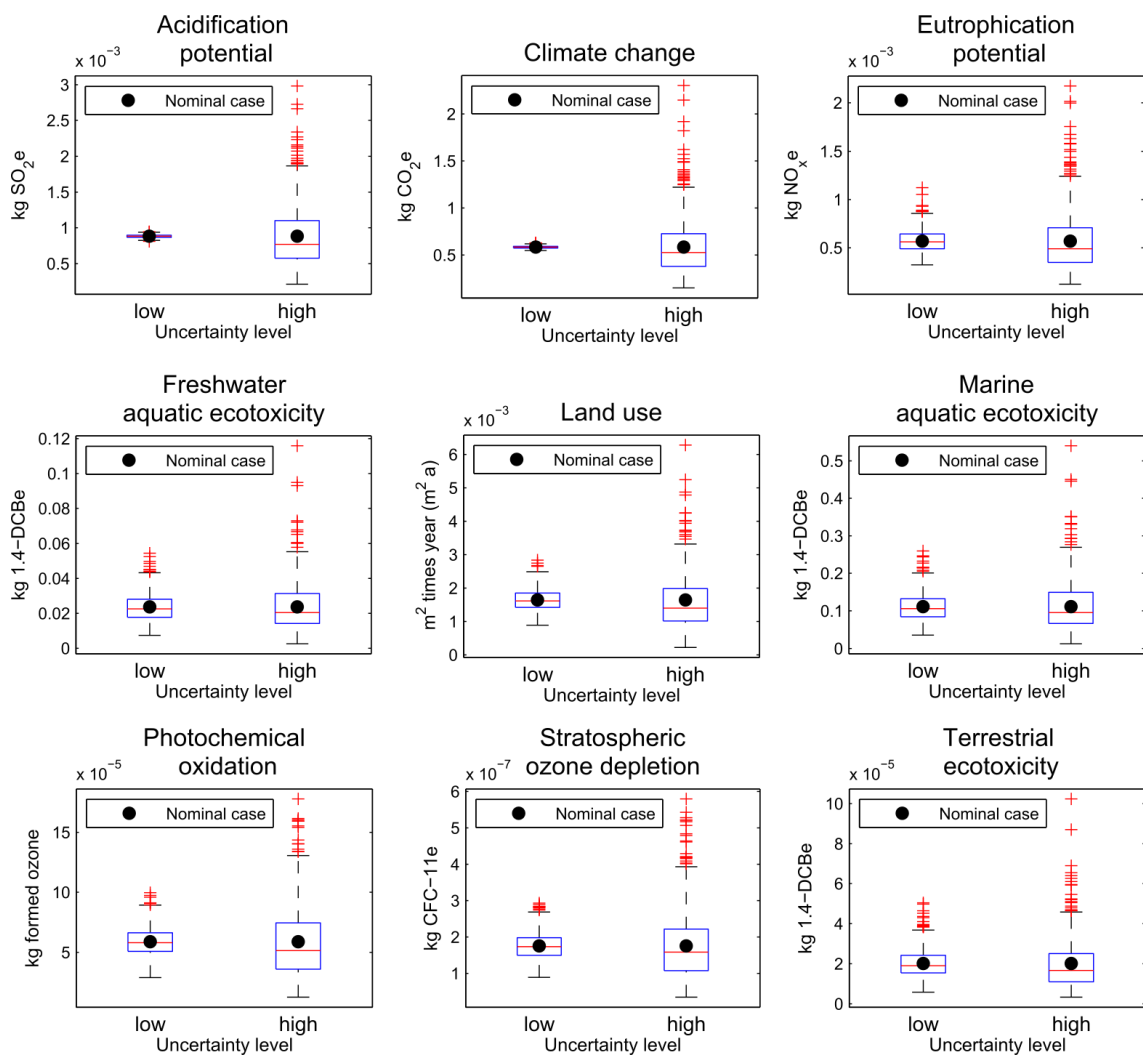 Acidification
potential
x 10⁻³
Nominal case
3
2.5
2
1.5
1
0.5
kg SO₂e
low
high
Uncertainty level
Climate change
Nominal case
2
1.5
1
0.5
kg CO₂e
low
high
Uncertainty level
Eutrophication
potential
x 10⁻³
Nominal case
2
1.5
1
0.5
kg NOₓe
low
high
Uncertainty level
Freshwater
aquatic ecotoxicity
Nominal case
0.12
0.1
0.08
0.06
0.04
0.02
0
kg 1.4−DCBe
low
high
Uncertainty level
Land use
x 10⁻³
Nominal case
6
5
4
3
2
1
0
m² times year (m² a)
low
high
Uncertainty level
Marine
aquatic ecotoxicity
Nominal case
0.5
0.4
0.3
0.2
0.1
0
kg 1.4−DCBe
low
high
Uncertainty level
Photochemical
oxidation
x 10⁻⁵
Nominal case
15
10
5
kg formed ozone
low
high
Uncertainty level
Stratospheric
ozone depletion
x 10⁻⁷
Nominal case
6
5
4
3
2
1
kg CFC−11e
low
high
Uncertainty level
Terrestrial
ecotoxicity
x 10⁻⁵
Nominal case
10
8
6
4
2
0
kg 1.4−DCBe
low
high
Uncertainty level